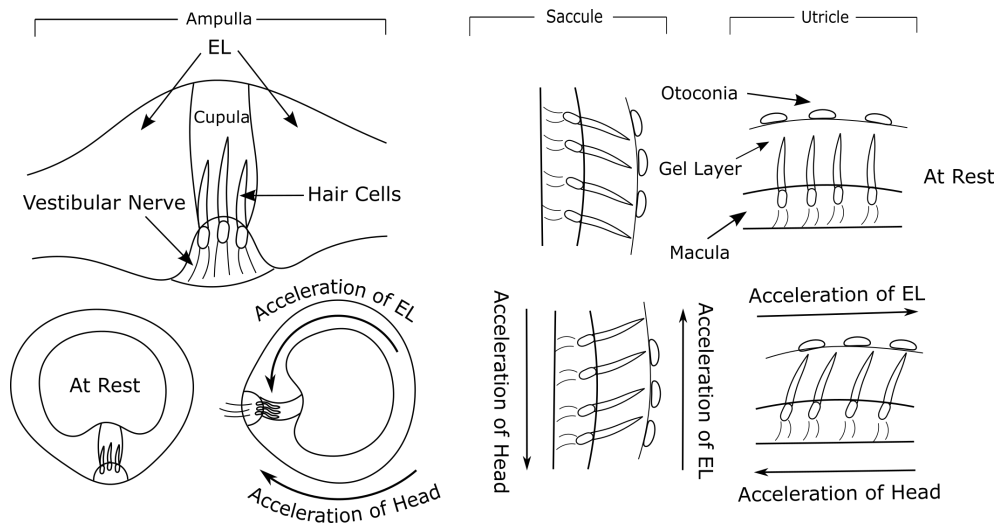 Ampulla
Saccule
Utricle
EL
Cupula
Hair Cells
Vestibular Nerve
Otoconia
Gel Layer
Macula
At Rest
At Rest
Acceleration of EL
Acceleration of Head
Acceleration of Head
Acceleration of EL
Acceleration of EL
Acceleration of Head